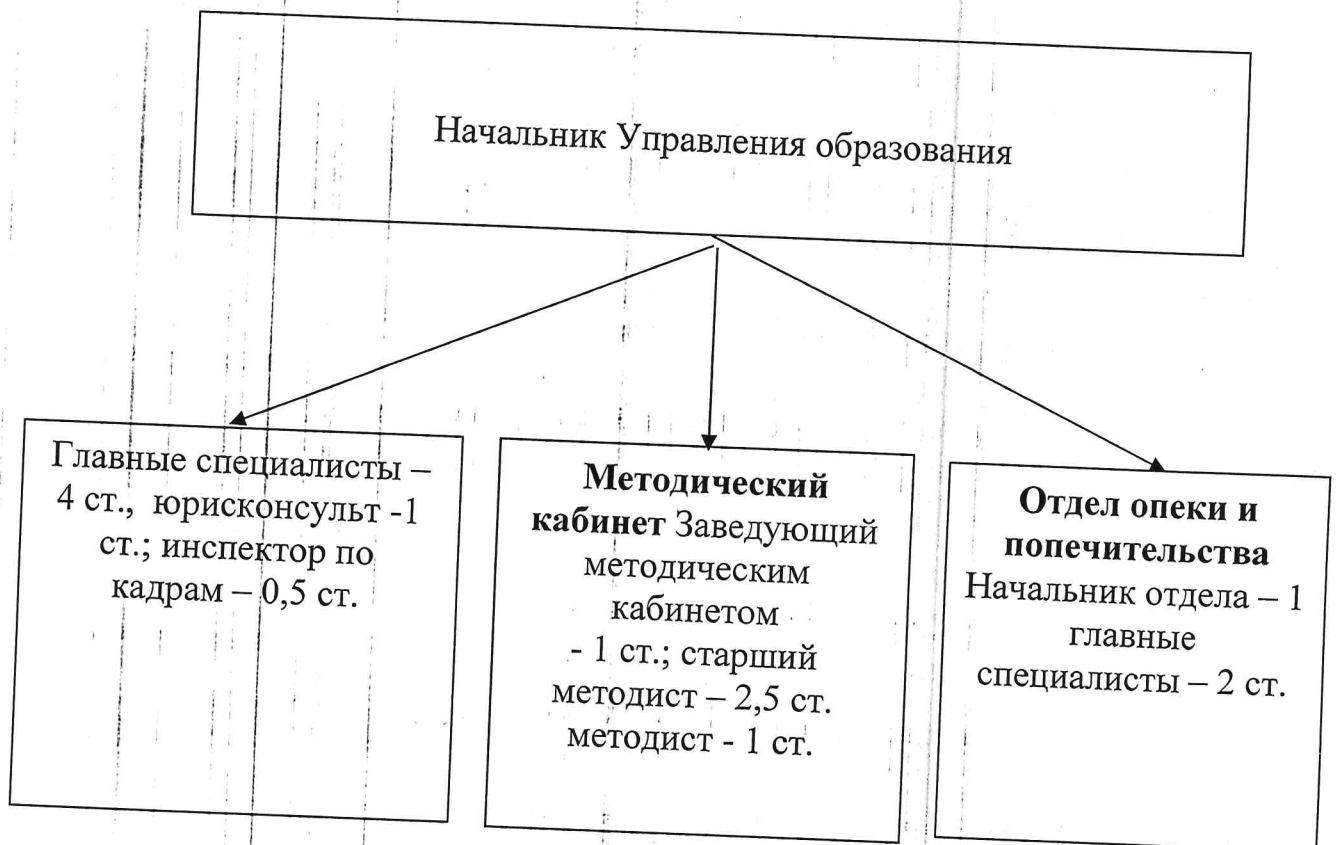 Начальник Управления образования
Главные специалисты –
4 ст., юрисконсульт -1
ст.; инспектор по
кадрам – 0,5 ст.
Методический
кабинет Заведующий
методическим
кабинетом
- 1 ст.; старший
методист – 2,5 ст.
методист - 1 ст.
Отдел опеки и
попечительства
Начальник отдела – 1
главные
специалисты – 2 ст.